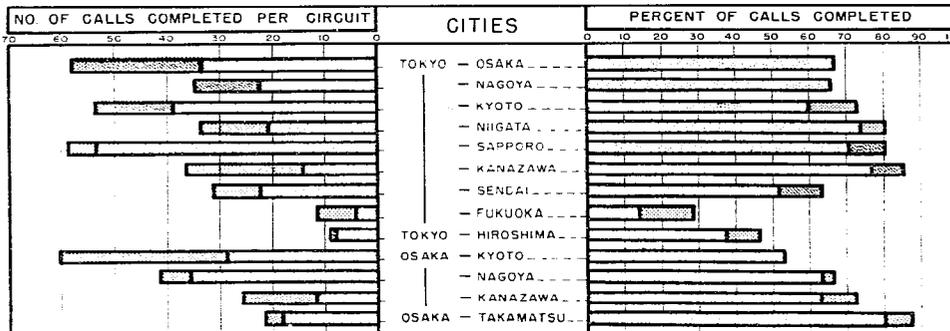 NO. OF CALLS COMPLETED PER CIRCUIT
CITIES
PERCENT OF CALLS COMPLETED
70 60 50 40 30 20 10 0
0 10 20 30 40 50 60 70 80 90
TOKYO — OSAKA
— NAGOYA
— KYOTO
— NIIGATA
— SAPPORO
— KANAZAWA
— SENDAI
— FUKUOKA
TOKYO — HIROSHIMA
OSAKA — KYOTO
— NAGOYA
— KANAZAWA
OSAKA — TAKAMATSU